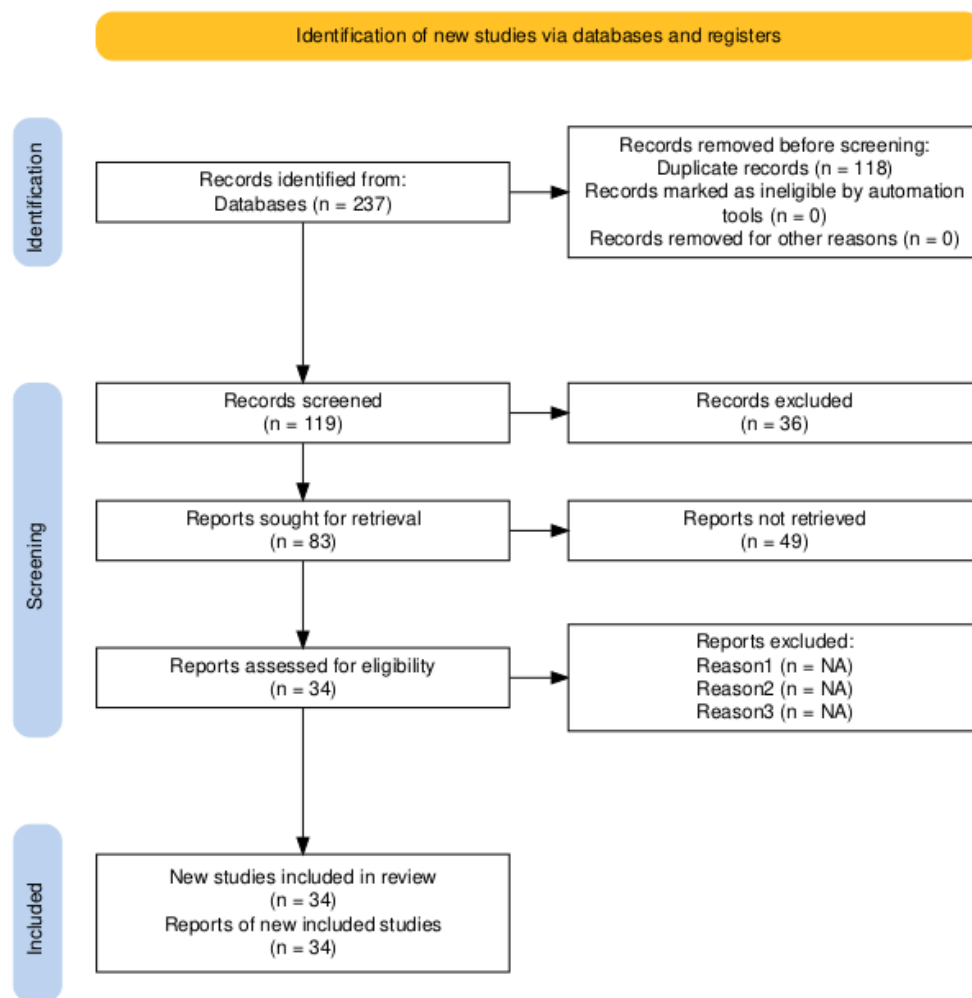 Identification of new studies via databases and registers
Identification
Records identified from:
Databases (n = 237)
Records removed before screening:
Duplicate records (n = 118)
Records marked as ineligible by automation
tools (n = 0)
Records removed for other reasons (n = 0)
Screening
Records screened
(n = 119)
Records excluded
(n = 36)
Reports sought for retrieval
(n = 83)
Reports not retrieved
(n = 49)
Reports assessed for eligibility
(n = 34)
Reports excluded:
Reason1 (n = NA)
Reason2 (n = NA)
Reason3 (n = NA)
Included
New studies included in review
(n = 34)
Reports of new included studies
(n = 34)